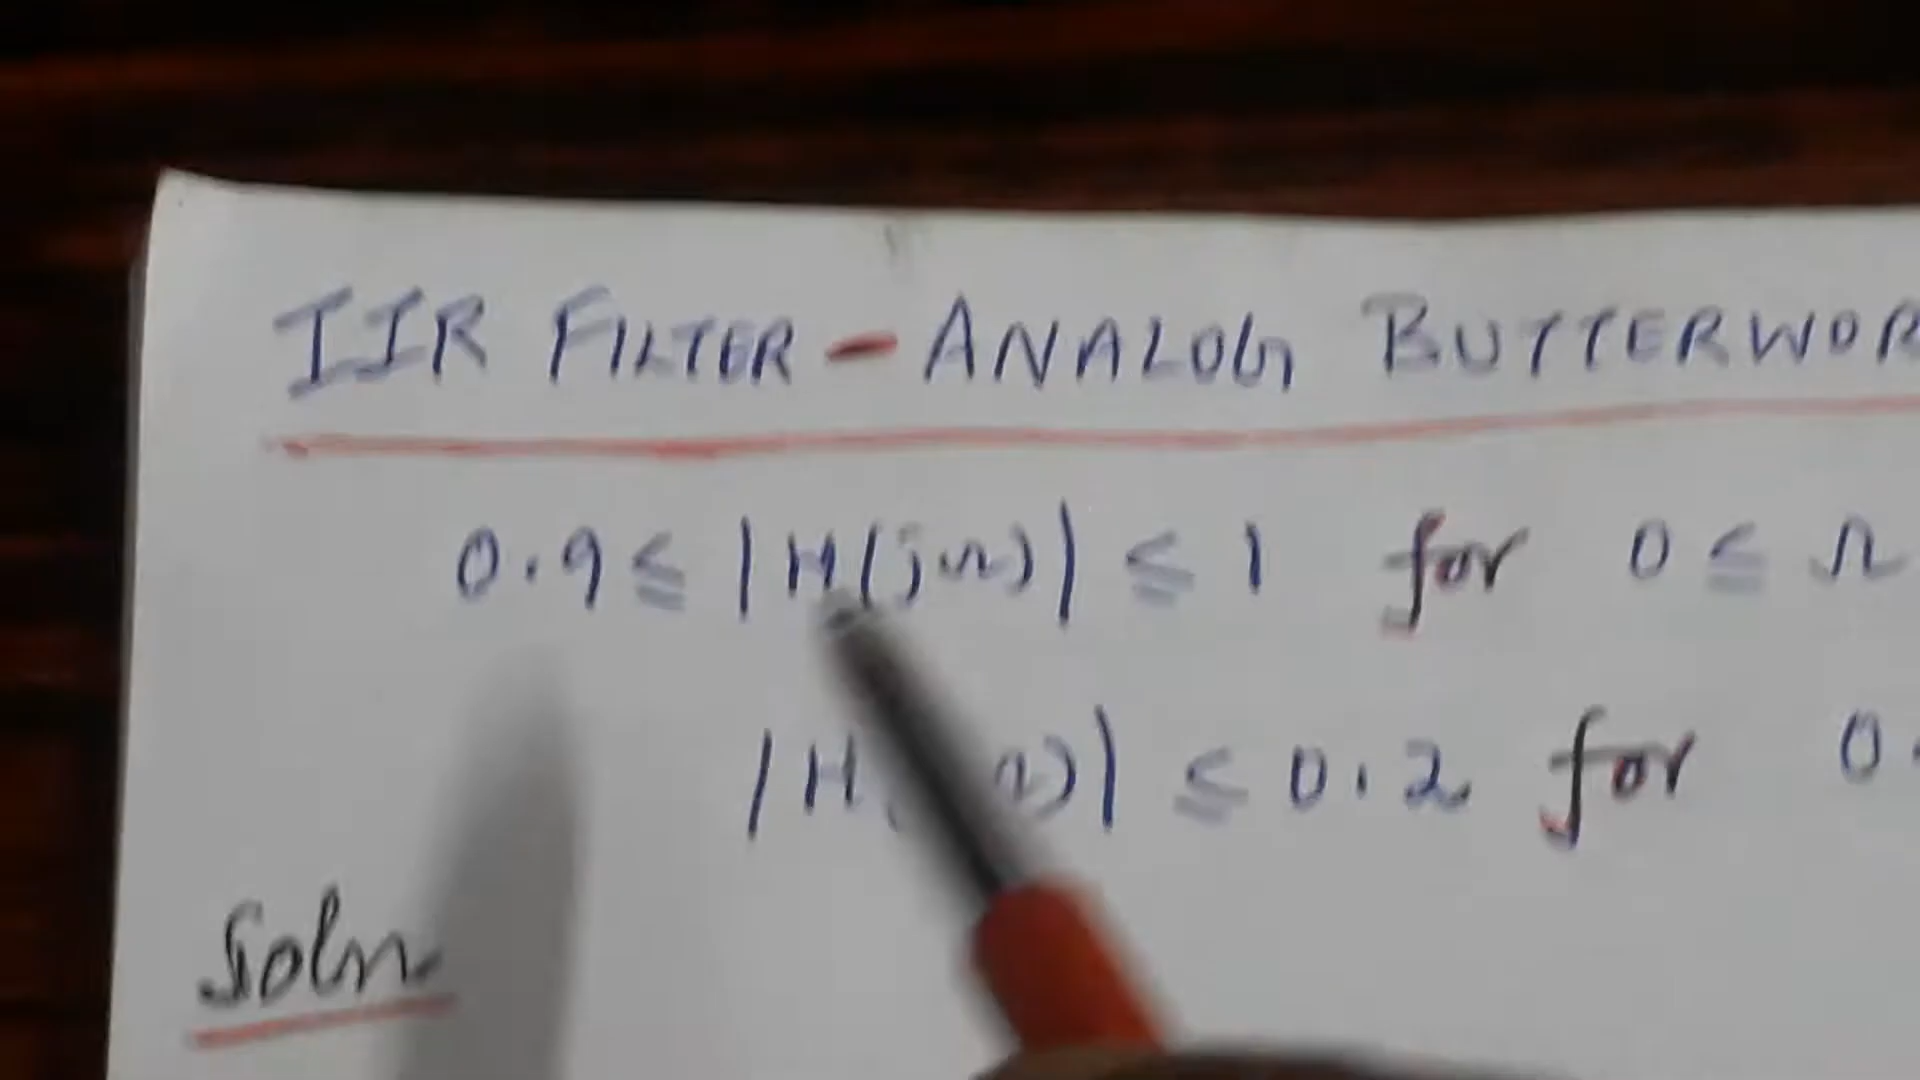 IIR FILTER - ANALOG BUTTERWOR
0.9 ≤ |H(jΩ)| ≤ 1 for 0 ≤ Ω
|H( Ω)| ≤ 0.2 for 0.
Soln